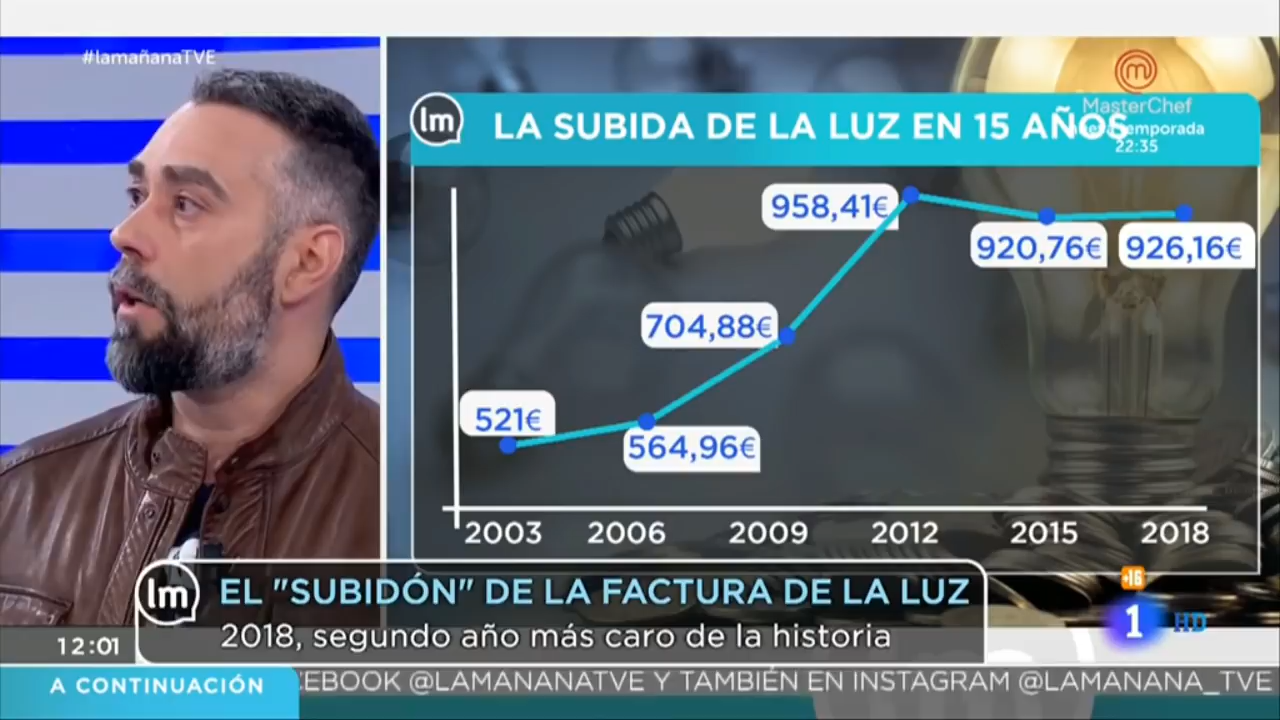 #lamañanaTVE
MasterChef
temporada
22:35
lm
LA SUBIDA DE LA LUZ EN 15 AÑOS
958,41€
920,76€
926,16€
704,88€
521€
564,96€
2003 2006 2009 2012 2015 2018
+16
1 HD
lm
EL "SUBIDÓN" DE LA FACTURA DE LA LUZ
2018, segundo año más caro de la historia
12:01
A CONTINUACIÓN
CEBOOK @LAMANANATVE Y TAMBIÉN EN INSTAGRAM @LAMANANA_TVE